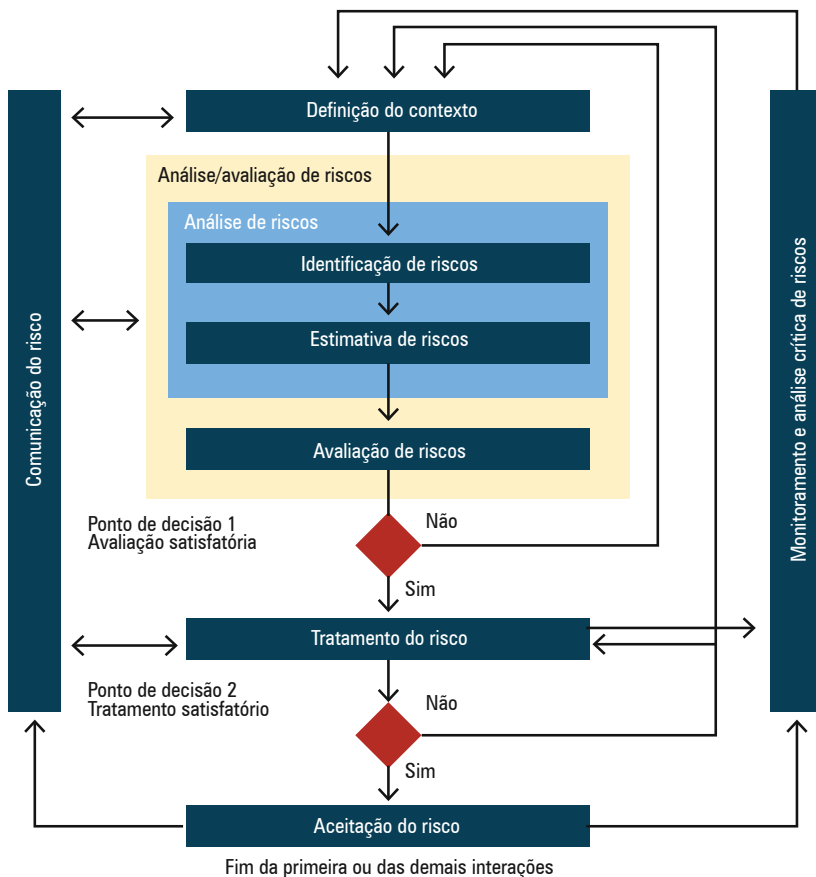 Definição do contexto
Análise/avaliação de riscos
Análise de riscos
Identificação de riscos
Estimativa de riscos
Avaliação de riscos
Comunicação do risco
Monitoramento e análise crítica de riscos
Ponto de decisão 1
Avaliação satisfatória
Não
Sim
Tratamento do risco
Ponto de decisão 2
Tratamento satisfatório
Não
Sim
Aceitação do risco
Fim da primeira ou das demais interações